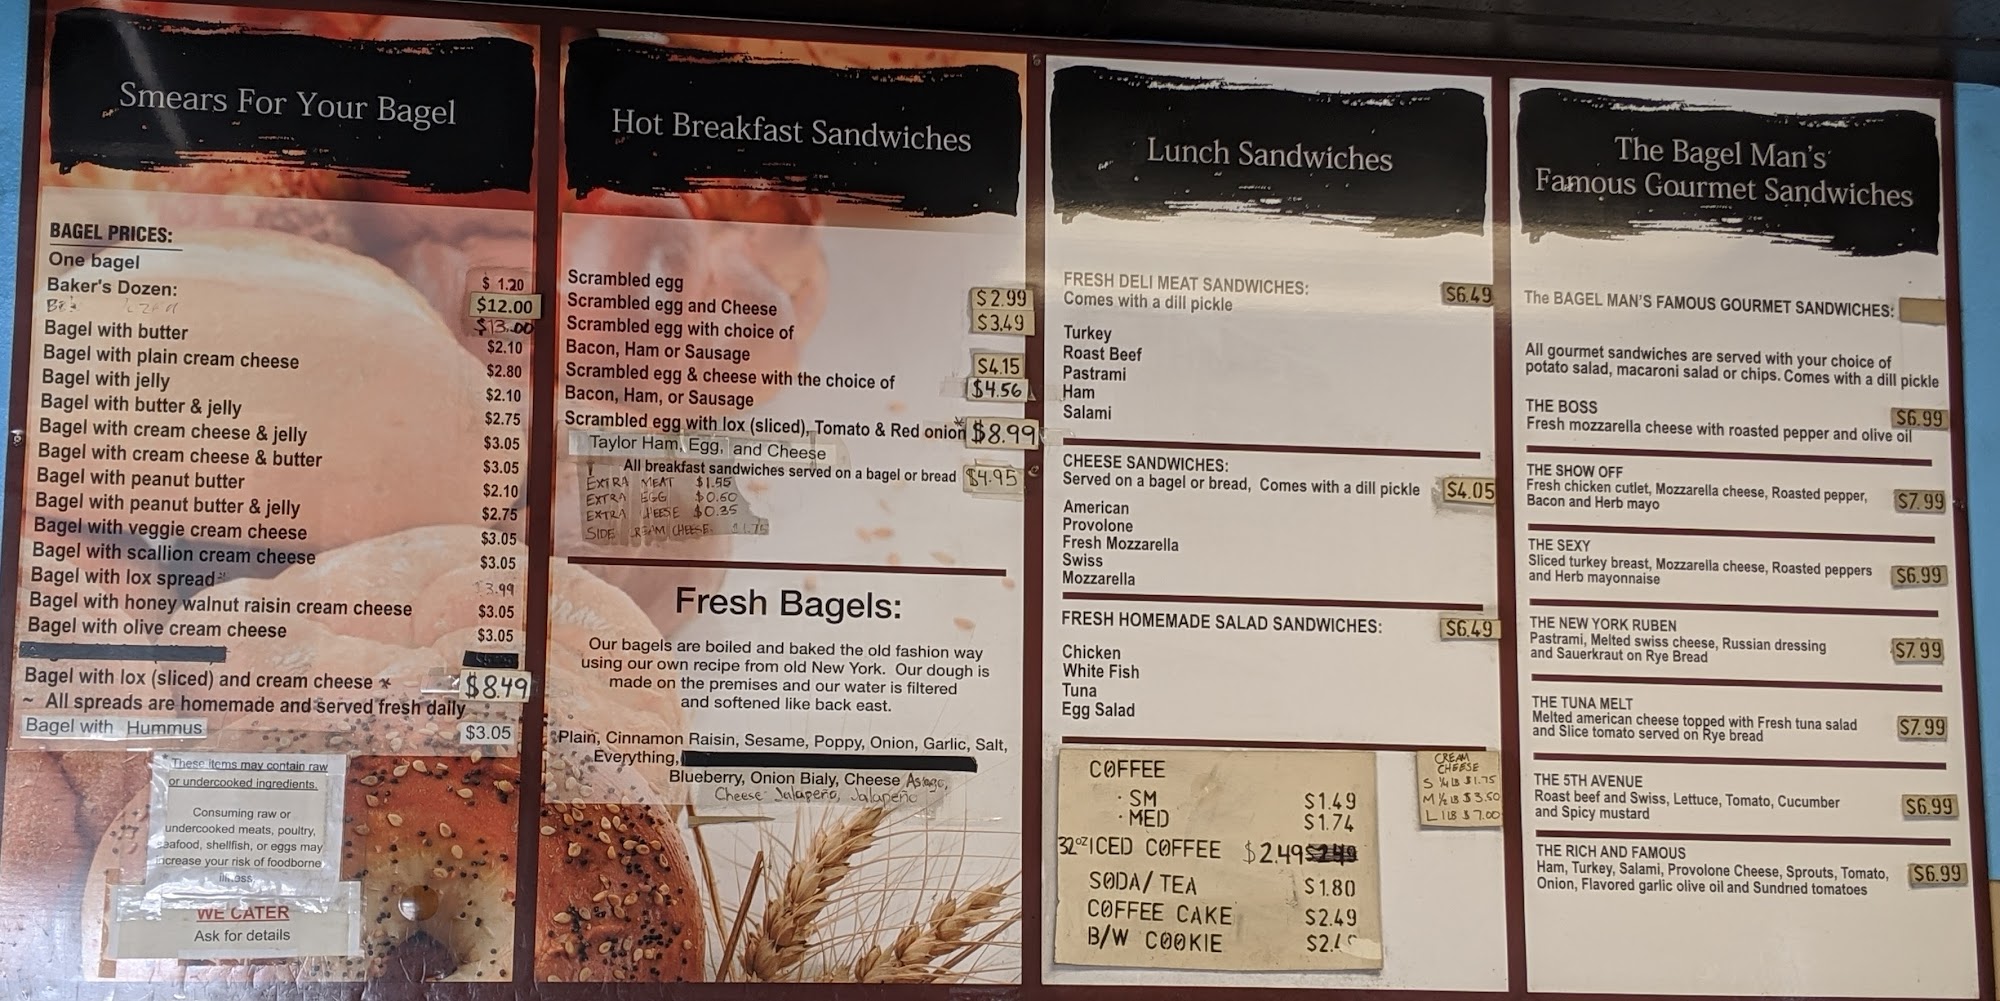 Smears For Your Bagel
BAGEL PRICES:
One bagel $ 1.20
Baker's Dozen: $12.00
$13.00
Bagel with butter $2.10
Bagel with plain cream cheese $2.80
Bagel with jelly $2.10
Bagel with butter & jelly $2.75
Bagel with cream cheese & jelly $3.05
Bagel with cream cheese & butter $3.05
Bagel with peanut butter $2.10
Bagel with peanut butter & jelly $2.75
Bagel with veggie cream cheese $3.05
Bagel with scallion cream cheese $3.05
Bagel with lox spread* 3.99
Bagel with honey walnut raisin cream cheese $3.05
Bagel with olive cream cheese $3.05
Bagel with lox (sliced) and cream cheese * $8.49
~ All spreads are homemade and served fresh daily
Bagel with Hummus $3.05
* These items may contain raw
or undercooked ingredients.
Consuming raw or
undercooked meats, poultry,
seafood, shellfish, or eggs may
increase your risk of foodborne
illness
WE CATER
Ask for details
Hot Breakfast Sandwiches
Scrambled egg $2.99
Scrambled egg and Cheese $3.49
Scrambled egg with choice of
Bacon, Ham or Sausage $4.15
Scrambled egg & cheese with the choice of $4.56
Bacon, Ham, or Sausage
Scrambled egg with lox (sliced), Tomato & Red onion* $8.99
Taylor Ham, Egg, and Cheese
All breakfast sandwiches served on a bagel or bread $4.95
EXTRA MEAT $1.55
EXTRA EGG $0.60
EXTRA HEESE $0.35
SIDE REAM CHEESE $1.75
Fresh Bagels:
Our bagels are boiled and baked the old fashion way
using our own recipe from old New York. Our dough is
made on the premises and our water is filtered
and softened like back east.
Plain, Cinnamon Raisin, Sesame, Poppy, Onion, Garlic, Salt,
Everything,
Blueberry, Onion Bialy, Cheese Asiago,
Cheese Jalapeño, Jalapeño
Lunch Sandwiches
FRESH DELI MEAT SANDWICHES: $6.49
Comes with a dill pickle
Turkey
Roast Beef
Pastrami
Ham
Salami
CHEESE SANDWICHES:
Served on a bagel or bread, Comes with a dill pickle $4.05
American
Provolone
Fresh Mozzarella
Swiss
Mozzarella
FRESH HOMEMADE SALAD SANDWICHES: $6.49
Chicken
White Fish
Tuna
Egg Salad
COFFEE
· SM $1.49
· MED $1.74
32oz ICED COFFEE $2.49
SODA/TEA $1.80
COFFEE CAKE $2.49
B/W COOKIE
CREAM
CHEESE
S ¼ LB $1.75
M ½ LB $3.50
L 1 LB $7.00
The Bagel Man's
Famous Gourmet Sandwiches
The BAGEL MAN'S FAMOUS GOURMET SANDWICHES:
All gourmet sandwiches are served with your choice of
potato salad, macaroni salad or chips. Comes with a dill pickle
THE BOSS $6.99
Fresh mozzarella cheese with roasted pepper and olive oil
THE SHOW OFF
Fresh chicken cutlet, Mozzarella cheese, Roasted pepper, $7.99
Bacon and Herb mayo
THE SEXY
Sliced turkey breast, Mozzarella cheese, Roasted peppers $6.99
and Herb mayonnaise
THE NEW YORK RUBEN
Pastrami, Melted swiss cheese, Russian dressing $7.99
and Sauerkraut on Rye Bread
THE TUNA MELT
Melted american cheese topped with Fresh tuna salad $7.99
and Slice tomato served on Rye bread
THE 5TH AVENUE
Roast beef and Swiss, Lettuce, Tomato, Cucumber $6.99
and Spicy mustard
THE RICH AND FAMOUS
Ham, Turkey, Salami, Provolone Cheese, Sprouts, Tomato, $6.99
Onion, Flavored garlic olive oil and Sundried tomatoes